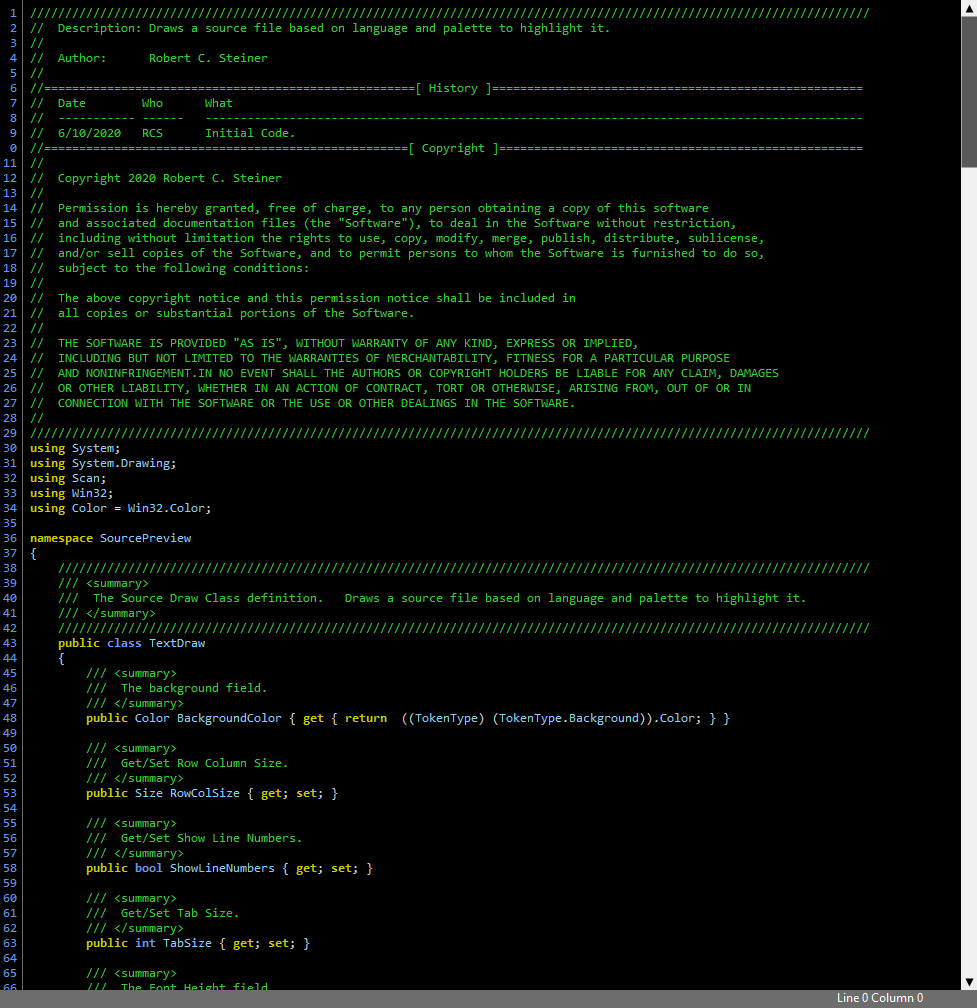 1 ////////////////////////////////////////////////////////////////////////////////////////////////////////////////////////
2 //  Description: Draws a source file based on language and palette to highlight it.
3 //
4 //  Author:      Robert C. Steiner
5 //
6 //=====================================================[ History ]=====================================================
7 //  Date        Who      What
8 //  ----------- ------   ----------------------------------------------------------------------------------------------
9 //  6/10/2020   RCS      Initial Code.
0 //====================================================[ Copyright ]====================================================
11 //
12 //  Copyright 2020 Robert C. Steiner
13 //
14 //  Permission is hereby granted, free of charge, to any person obtaining a copy of this software
15 //  and associated documentation files (the "Software"), to deal in the Software without restriction,
16 //  including without limitation the rights to use, copy, modify, merge, publish, distribute, sublicense,
17 //  and/or sell copies of the Software, and to permit persons to whom the Software is furnished to do so,
18 //  subject to the following conditions:
19 //
20 //  The above copyright notice and this permission notice shall be included in
21 //  all copies or substantial portions of the Software.
22 //
23 //  THE SOFTWARE IS PROVIDED "AS IS", WITHOUT WARRANTY OF ANY KIND, EXPRESS OR IMPLIED,
24 //  INCLUDING BUT NOT LIMITED TO THE WARRANTIES OF MERCHANTABILITY, FITNESS FOR A PARTICULAR PURPOSE
25 //  AND NONINFRINGEMENT.IN NO EVENT SHALL THE AUTHORS OR COPYRIGHT HOLDERS BE LIABLE FOR ANY CLAIM, DAMAGES
26 //  OR OTHER LIABILITY, WHETHER IN AN ACTION OF CONTRACT, TORT OR OTHERWISE, ARISING FROM, OUT OF OR IN
27 //  CONNECTION WITH THE SOFTWARE OR THE USE OR OTHER DEALINGS IN THE SOFTWARE.
28 //
29 ////////////////////////////////////////////////////////////////////////////////////////////////////////////////////////
30 using System;
31 using System.Drawing;
32 using Scan;
33 using Win32;
34 using Color = Win32.Color;
35
36 namespace SourcePreview
37 {
38     ////////////////////////////////////////////////////////////////////////////////////////////////////////////////////
39     /// <summary>
40     ///  The Source Draw Class definition.   Draws a source file based on language and palette to highlight it.
41     /// </summary>
42     ////////////////////////////////////////////////////////////////////////////////////////////////////////////////////
43     public class TextDraw
44     {
45         /// <summary>
46         ///  The background field.
47         /// </summary>
48         public Color BackgroundColor { get { return  ((TokenType) (TokenType.Background)).Color; } }
49
50         /// <summary>
51         ///  Get/Set Row Column Size.
52         /// </summary>
53         public Size RowColSize { get; set; }
54
55         /// <summary>
56         ///  Get/Set Show Line Numbers.
57         /// </summary>
58         public bool ShowLineNumbers { get; set; }
59
60         /// <summary>
61         ///  Get/Set Tab Size.
62         /// </summary>
63         public int TabSize { get; set; }
64
65         /// <summary>
66         ///  The Font Height field
Line 0 Column 0